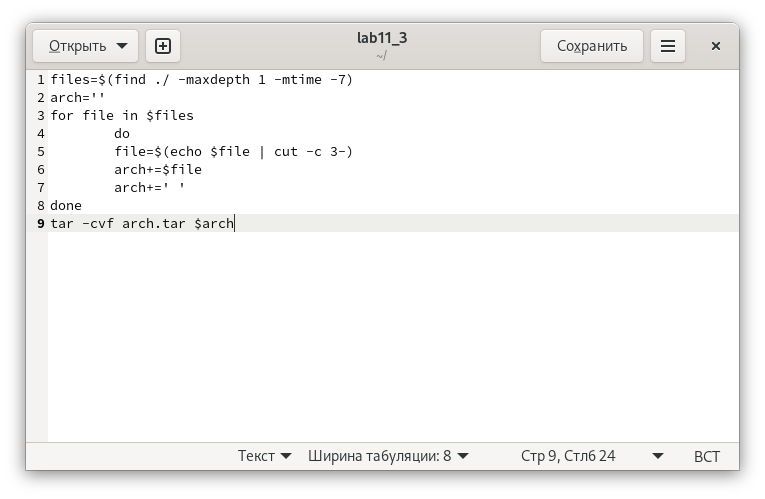 Открыть
lab11_3
~/
Сохранить
1 files=$(find ./ -maxdepth 1 -mtime -7)
2 arch=''
3 for file in $files
4         do
5         file=$(echo $file | cut -c 3-)
6         arch+=$file
7         arch+=' '
8 done
9 tar -cvf arch.tar $arch
Текст Ширина табуляции: 8 Стр 9, Стлб 24 ВСТ